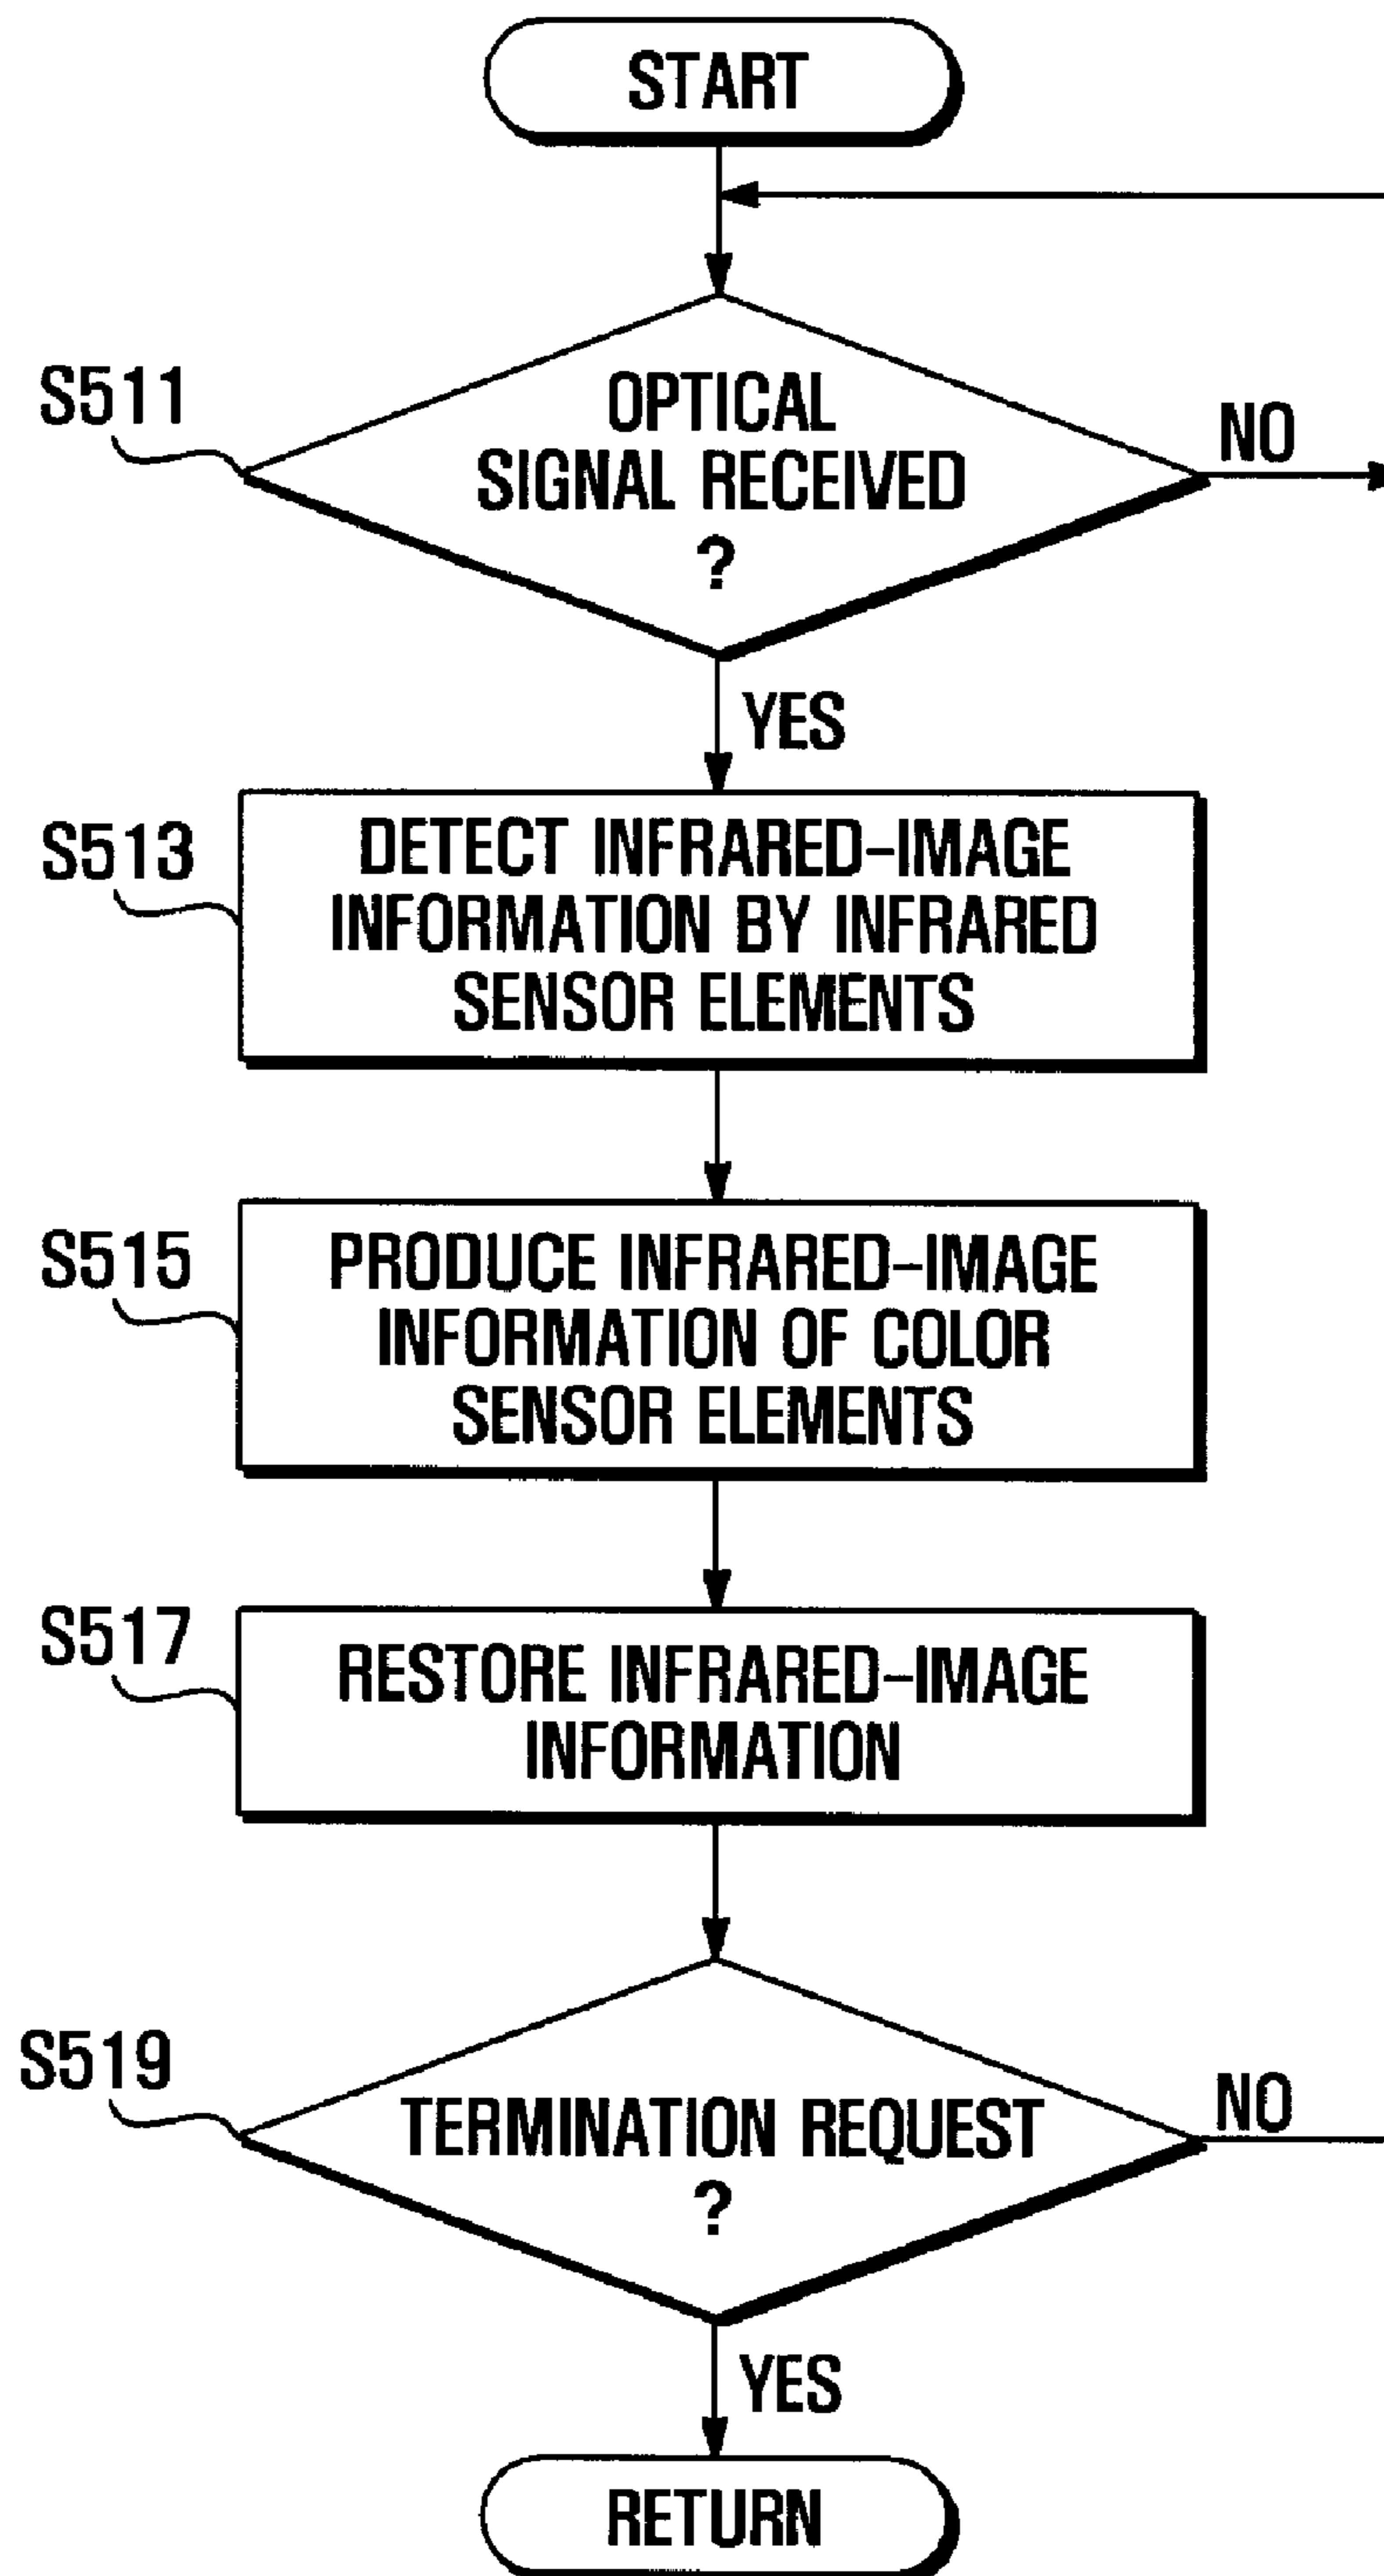 START
S511
OPTICAL
SIGNAL RECEIVED
?
NO
YES
S513
DETECT INFRARED-IMAGE
INFORMATION BY INFRARED
SENSOR ELEMENTS
S515
PRODUCE INFRARED-IMAGE
INFORMATION OF COLOR
SENSOR ELEMENTS
S517
RESTORE INFRARED-IMAGE
INFORMATION
S519
TERMINATION REQUEST
?
NO
YES
RETURN